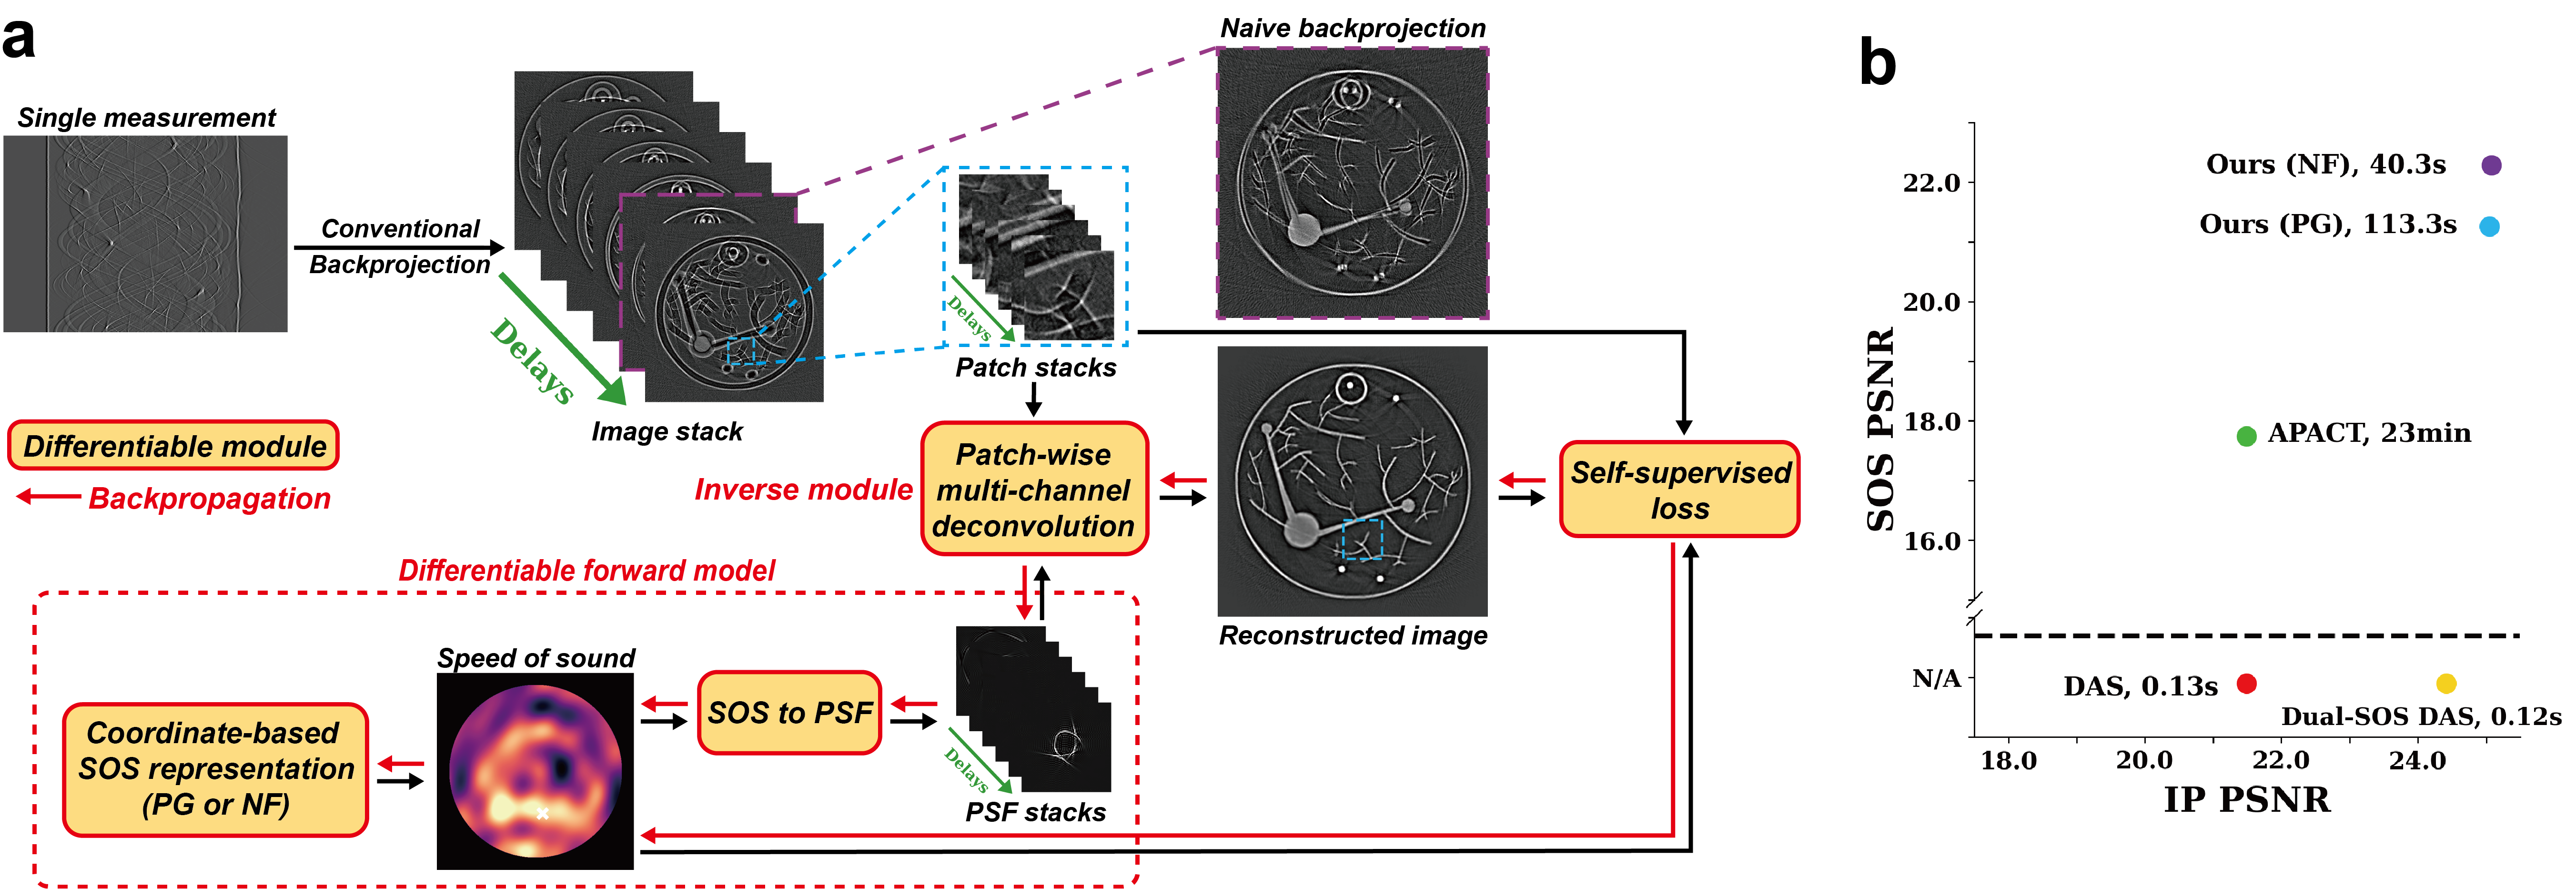 a
Single measurement
Conventional
Backprojection
Delays
Image stack
Naive backprojection
Delays
Patch stacks
Differentiable module
Backpropagation
Inverse module
Patch-wise
multi-channel
deconvolution
Reconstructed image
Self-supervised
loss
Differentiable forward model
Coordinate-based
SOS representation
(PG or NF)
Speed of sound
SOS to PSF
Delays
PSF stacks
b
SOS PSNR
22.0
20.0
18.0
16.0
N/A
Ours (NF), 40.3s
Ours (PG), 113.3s
APACT, 23min
DAS, 0.13s
Dual-SOS DAS, 0.12s
18.0 20.0 22.0 24.0
IP PSNR